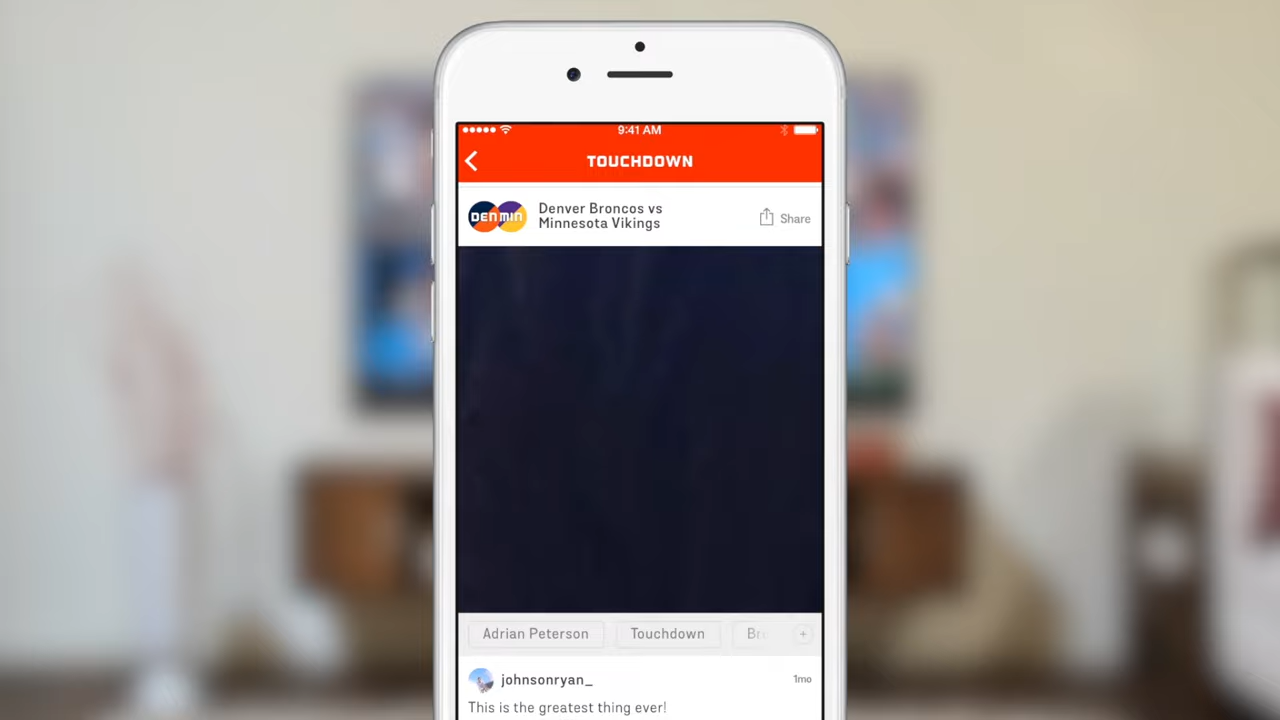 9:41 AM
TOUCHDOWN
DEN MIN
Denver Broncos vs
Minnesota Vikings
Share
Adrian Peterson
Touchdown
johnsonryan_
1mo
This is the greatest thing ever!